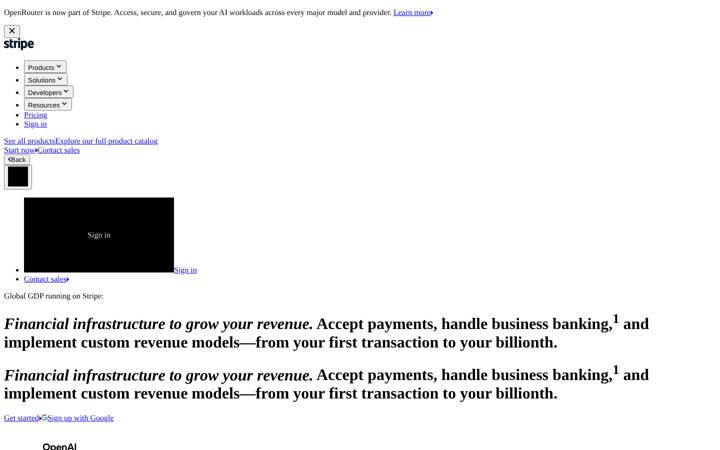 OpenRouter is now part of Stripe. Access, secure, and govern your AI workloads across every major model and provider. Learn more
stripe
Products
Solutions
Developers
Resources
Pricing
Sign in
See all productsExplore our full product catalog
Start nowContact sales
Back
Sign in
Sign in
Contact sales
Global GDP running on Stripe:
Financial infrastructure to grow your revenue. Accept payments, handle business banking,1 and
implement custom revenue models—from your first transaction to your billionth.
Financial infrastructure to grow your revenue. Accept payments, handle business banking,1 and
implement custom revenue models—from your first transaction to your billionth.
Get startedGSign up with Google
OpenAI